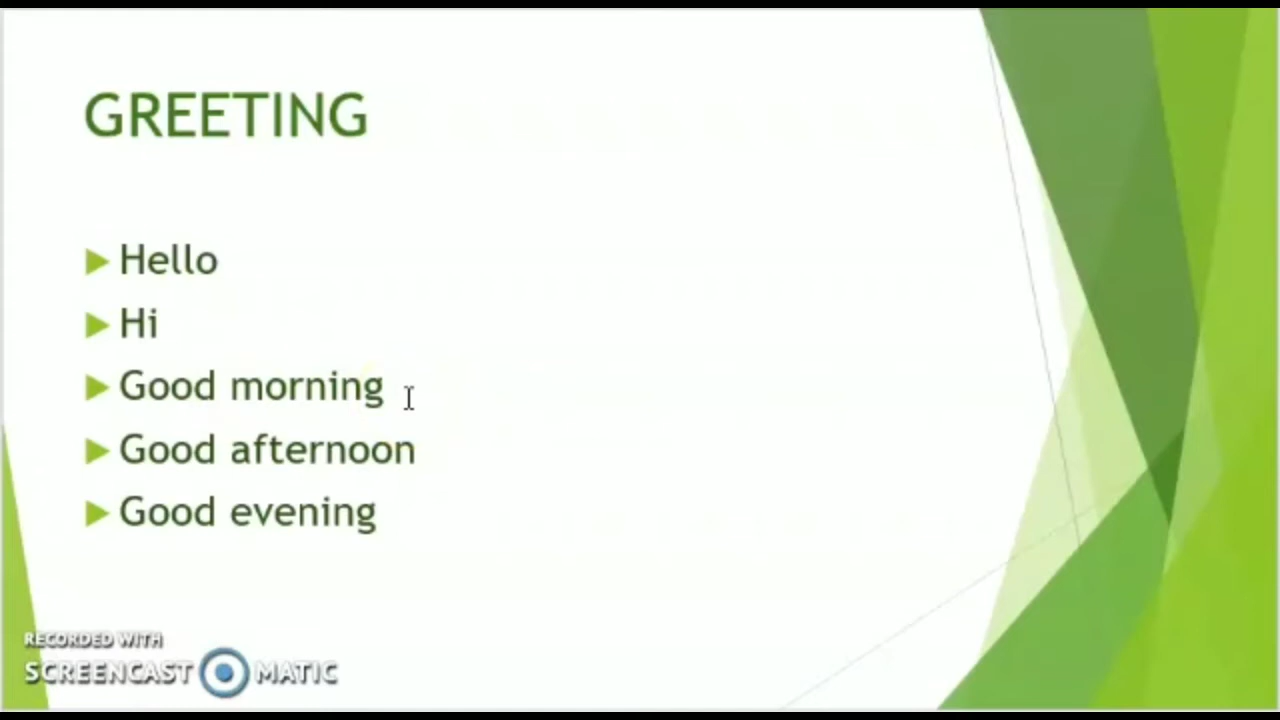 GREETING
Hello
Hi
Good morning
Good afternoon
Good evening
RECORDED WITH
SCREENCAST MATIC